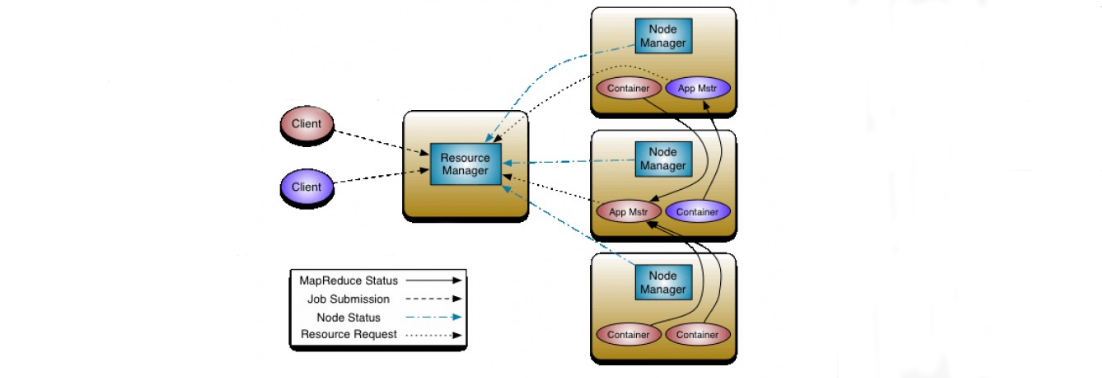 Client
Client
Resource
Manager
Node
Manager
Container
App Mstr
Node
Manager
App Mstr
Container
Node
Manager
Container
Container
MapReduce Status
Job Submission
Node Status
Resource Request